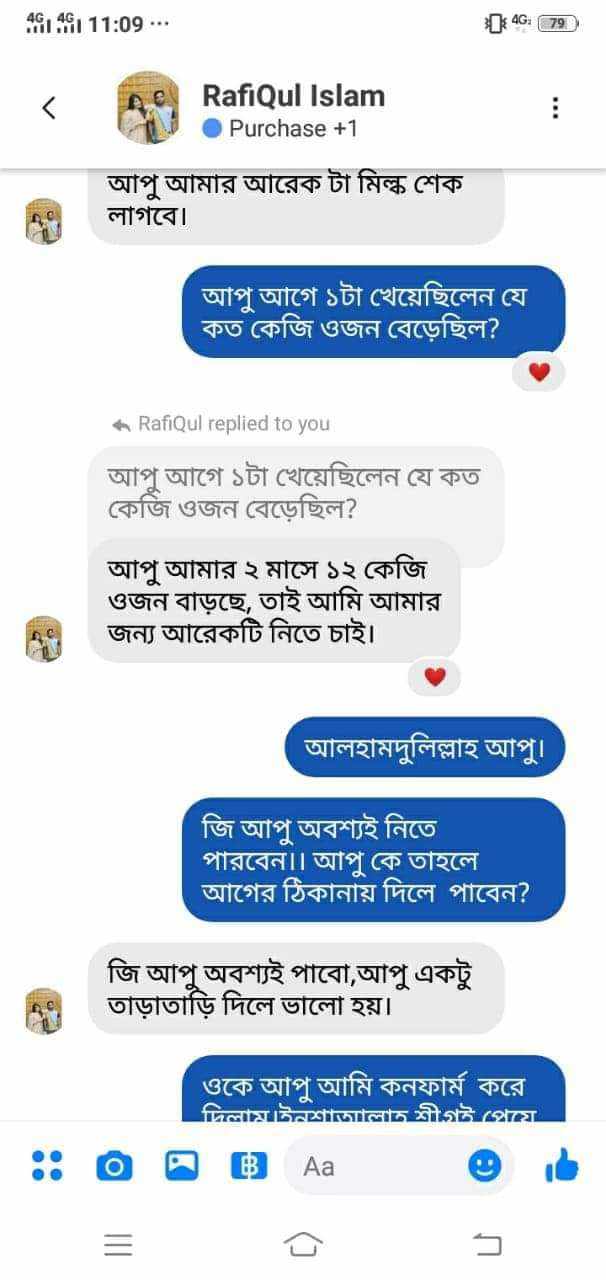 4G 4G 11:09 ... 4G 79
RafiQul Islam
Purchase +1
আপু আমার আরেক টা মিল্ক শেক
লাগবে।
আপু আগে ১টা খেয়েছিলেন যে
কত কেজি ওজন বেড়েছিল?
RafiQul replied to you
আপু আগে ১টা খেয়েছিলেন যে কত
কেজি ওজন বেড়েছিল?
আপু আমার ২ মাসে ১২ কেজি
ওজন বাড়ছে, তাই আমি আমার
জন্য আরেকটি নিতে চাই।
আলহামদুলিল্লাহ আপু।
জি আপু অবশ্যই নিতে
পারবেন।। আপু কে তাহলে
আগের ঠিকানায় দিলে পাবেন?
জি আপু অবশ্যই পাবো,আপু একটু
তাড়াতাড়ি দিলে ভালো হয়।
ওকে আপু আমি কনফার্ম করে
দিলাম।ইনশাআল্লাহ শীগ্রই পেয়ে
Aa